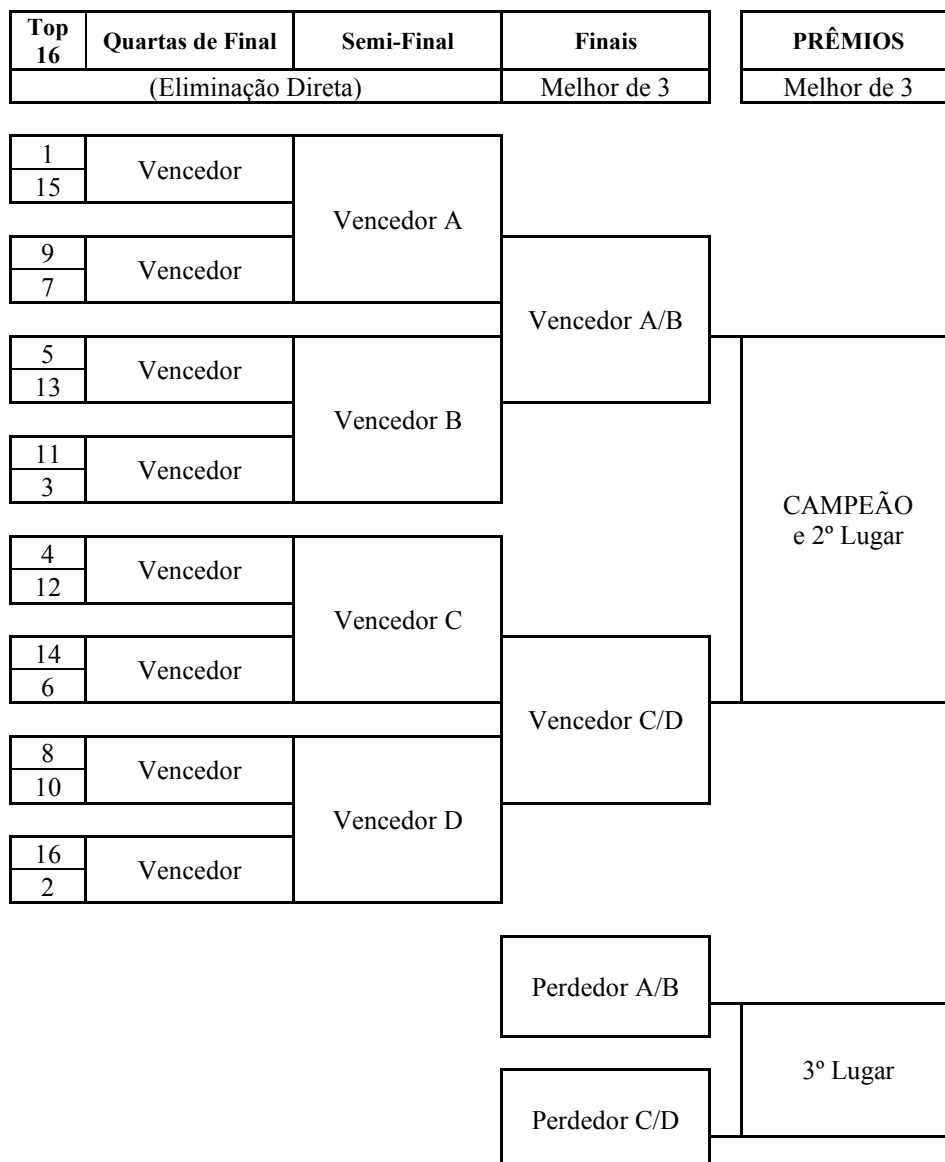 Top
16
Quartas de Final
Semi-Final
Finais
PRÊMIOS
(Eliminação Direta)
Melhor de 3
Melhor de 3
1
15
Vencedor
Vencedor A
9
7
Vencedor
Vencedor A/B
5
13
Vencedor
Vencedor B
11
3
Vencedor
CAMPEÃO
e 2º Lugar
4
12
Vencedor
Vencedor C
14
6
Vencedor
Vencedor C/D
8
10
Vencedor
Vencedor D
16
2
Vencedor
Perdedor A/B
3º Lugar
Perdedor C/D